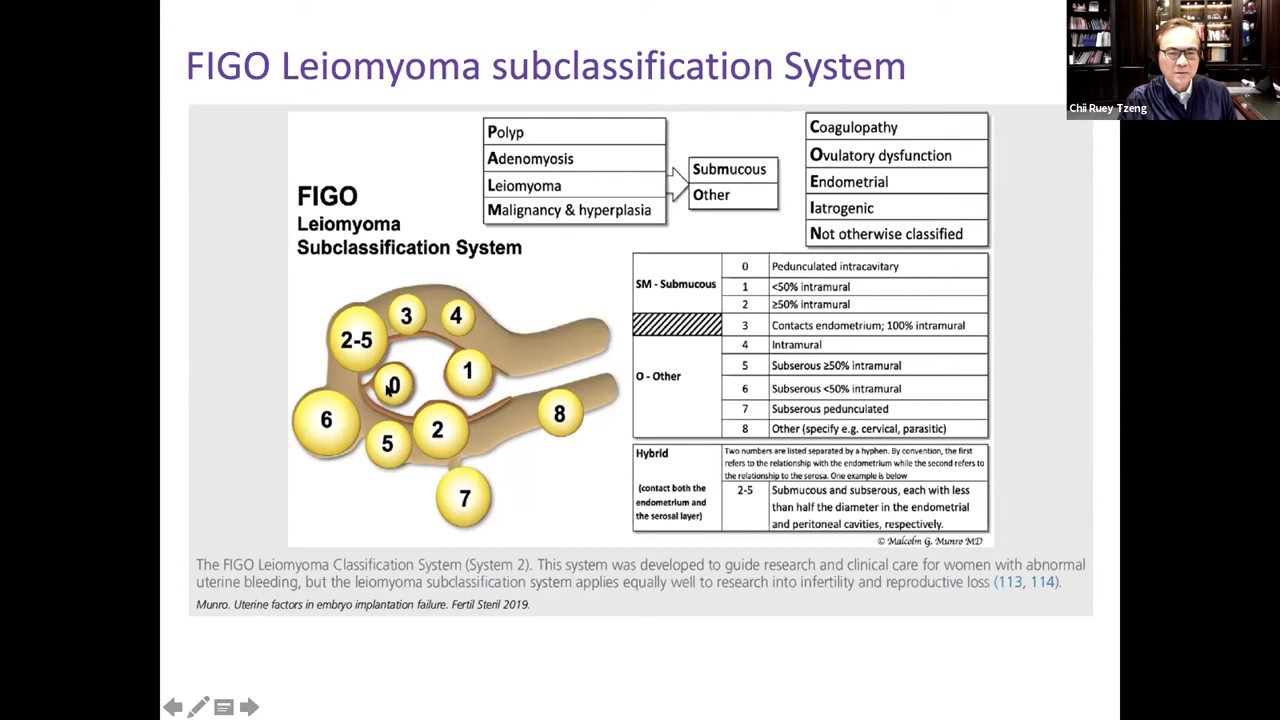 FIGO Leiomyoma subclassification System
Chii Ruey Tzeng
Polyp
Adenomyosis
Leiomyoma
Malignancy & hyperplasia
Submucous
Other
Coagulopathy
Ovulatory dysfunction
Endometrial
Iatrogenic
Not otherwise classified
FIGO
Leiomyoma
Subclassification System
3
4
2-5
0
1
6
5
2
8
7
SM - Submucous
0 Pedunculated intracavitary
1 <50% intramural
2 ≥50% intramural
3 Contacts endometrium; 100% intramural
O - Other
4 Intramural
5 Subserous ≥50% intramural
6 Subserous <50% intramural
7 Subserous pedunculated
8 Other (specify e.g. cervical, parasitic)
Hybrid
(contact both the
endometrium and
the serosal layer)
Two numbers are listed separated by a hyphen. By convention, the first
refers to the relationship with the endometrium while the second refers to
the relationship to the serosa. One example is below
2-5 Submucous and subserous, each with less
than half the diameter in the endometrial
and peritoneal cavities, respectively.
© Malcolm G. Munro MD
The FIGO Leiomyoma Classification System (System 2). This system was developed to guide research and clinical care for women with abnormal
uterine bleeding, but the leiomyoma subclassification system applies equally well to research into infertility and reproductive loss (113, 114).
Munro. Uterine factors in embryo implantation failure. Fertil Steril 2019.